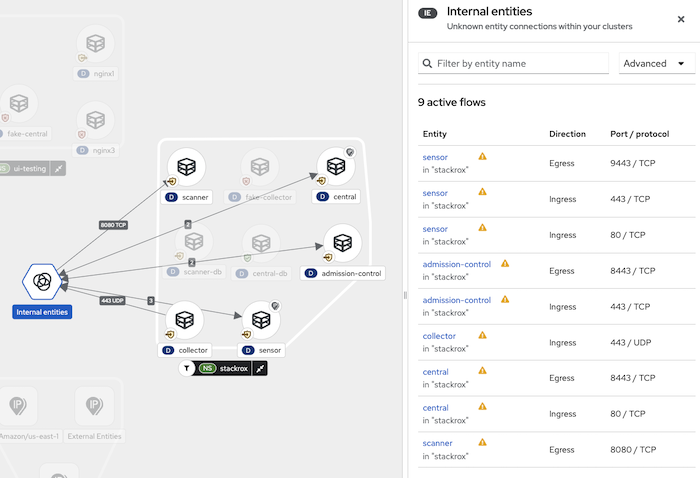 nginx1
fake-central
nginx3
NS ui-testing
D scanner
D fake-collector
D central
8080 TCP
2
D scanner-db
2
D central-db
D admission-control
Internal entities
443 UDP
3
D collector
D sensor
NS stackrox
IP
IP
Amazon/us-east-1
External Entities
IE
Internal entities
Unknown entity connections within your clusters
Filter by entity name
Advanced
9 active flows
Entity Direction Port / protocol
sensor
in "stackrox" Egress 9443 / TCP
sensor
in "stackrox" Ingress 443 / TCP
sensor
in "stackrox" Ingress 80 / TCP
admission-control
in "stackrox" Egress 8443 / TCP
admission-control
in "stackrox" Ingress 443 / TCP
collector
in "stackrox" Ingress 443 / UDP
central
in "stackrox" Egress 8443 / TCP
central
in "stackrox" Ingress 80 / TCP
scanner
in "stackrox" Egress 8080 / TCP